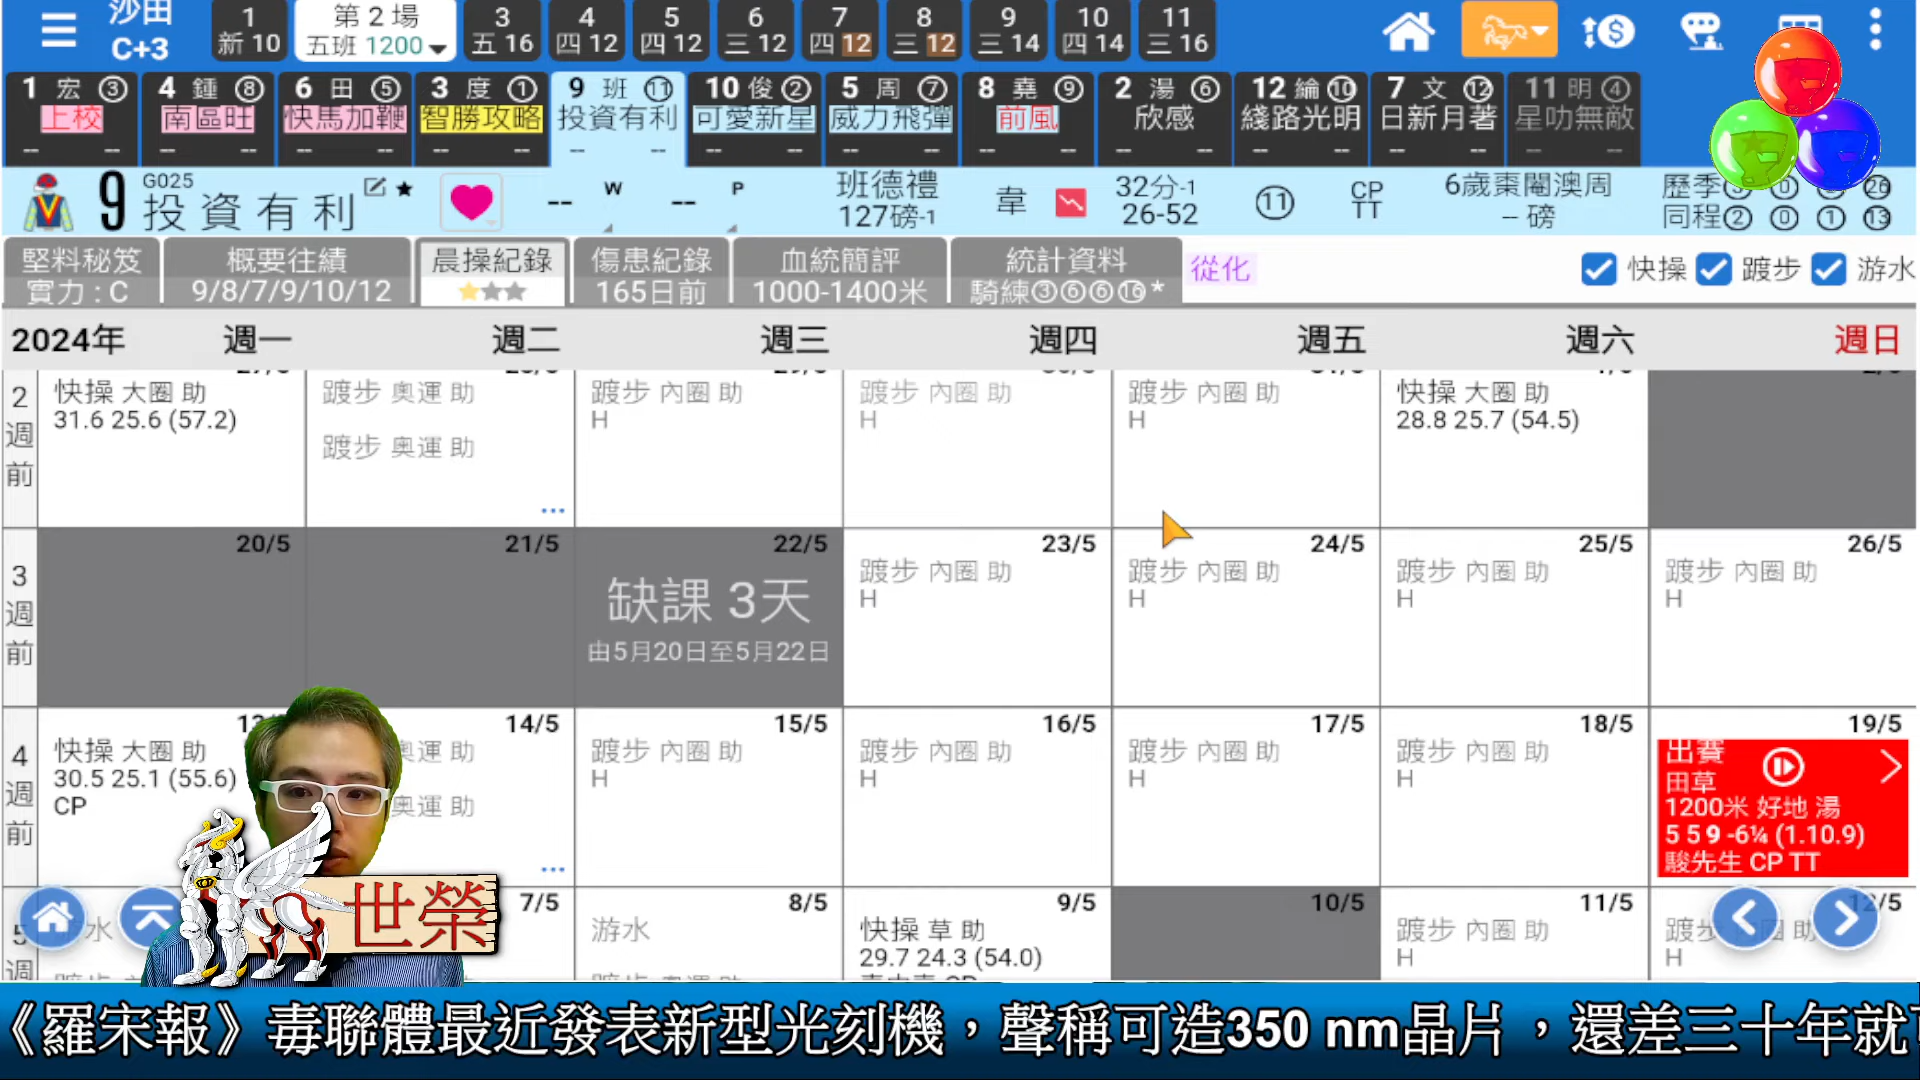 沙田
C+3
1
新 10
第 2 場
五班 1200
3
五 16
4
四 12
5
四 12
6
三 12
7
四 12
8
三 12
9
三 14
10
四 14
11
三 16
1 宏 ③
上校
-- --
4 鍾 ⑧
南區旺
-- --
6 田 ⑤
快馬加鞭
-- --
3 度 ①
智勝攻略
-- --
9 班 ⑪
投資有利
-- --
10 俊 ②
可愛新星
-- --
5 周 ⑦
威力飛彈
-- --
8 堯 ⑨
前風
-- --
2 湯 ⑥
欣感
-- --
12 綸 ⑩
綫路光明
-- --
7 文 ⑫
日新月著
-- --
11 明 ④
星叻無敵
-- --
9
G025
投資有利
-- W
-- P
班德禮
127磅-1
韋
32分-1
26-52
⑪
CP
TT
6歲棗閹澳周
– 磅
歷季
同程② ⓪ ① ⑬
堅料秘笈
實力 : C
概要往績
9/8/7/9/10/12
晨操紀錄
傷患紀錄
165日前
血統簡評
1000-1400米
統計資料
騎練③⑥⑥⑯*
從化
快操
踱步
游水
2024年 週一 週二 週三 週四 週五 週六 週日
2週前
快操 大圈 助
31.6 25.6 (57.2)
踱步 奧運 助
踱步 奧運 助
...
踱步 內圈 助
H
踱步 內圈 助
H
踱步 內圈 助
H
快操 大圈 助
28.8 25.7 (54.5)
3週前
20/5
21/5
22/5
缺課 3天
由5月20日至5月22日
23/5
踱步 內圈 助
H
24/5
踱步 內圈 助
H
25/5
踱步 內圈 助
H
26/5
踱步 內圈 助
H
4週前
快操 大圈 助
30.5 25.1 (55.6)
CP
14/5
奧運 助
奧運 助
...
15/5
踱步 內圈 助
H
16/5
踱步 內圈 助
H
17/5
踱步 內圈 助
H
18/5
踱步 內圈 助
H
19/5
出賽
田草
1200米 好地 湯
5 5 9 -6¼ (1.10.9)
駿先生 CP TT
5週
水
7/5
8/5
游水
9/5
快操 草 助
29.7 24.3 (54.0)
10/5
11/5
踱步 內圈 助
H
12/5
踱步 助
H
世榮
《羅宋報》毒聯體最近發表新型光刻機，聲稱可造350 nm晶片，還差三十年就